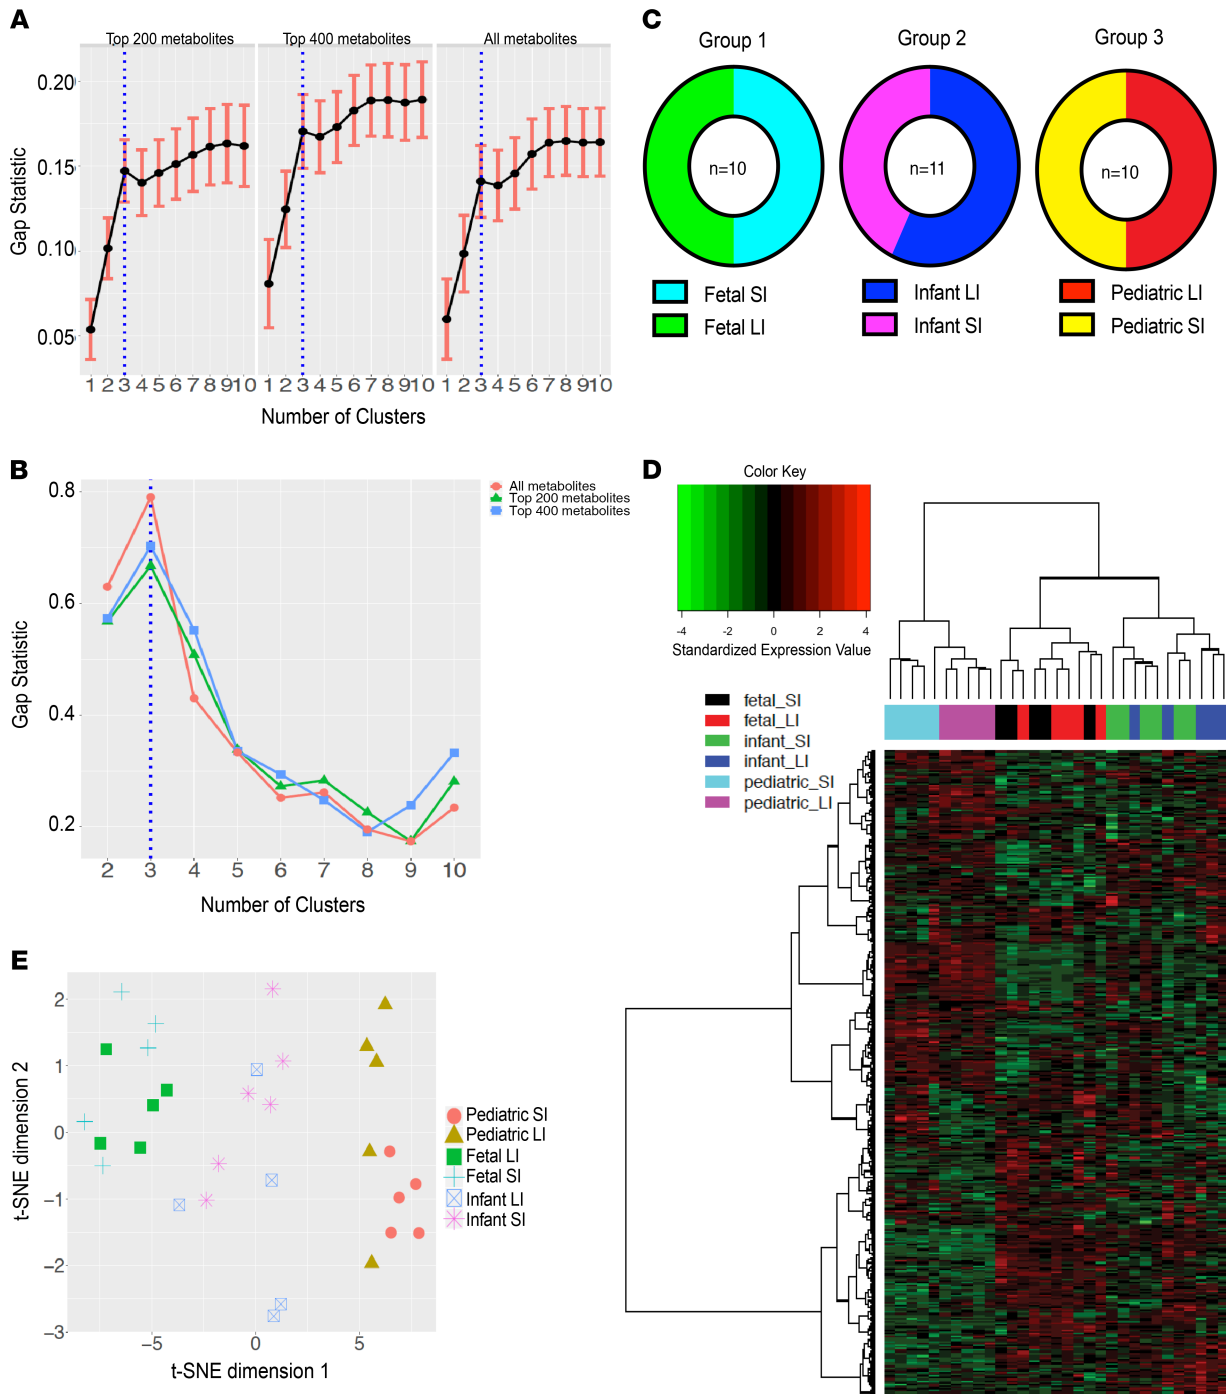 A
Top 200 metabolites
Top 400 metabolites
All metabolites
0.20
0.15
0.10
0.05
Gap Statistic
1 2 3 4 5 6 7 8 9 10
1 2 3 4 5 6 7 8 9 10
1 2 3 4 5 6 7 8 9 10
Number of Clusters
B
0.8
0.6
0.4
0.2
Gap Statistic
2 3 4 5 6 7 8 9 10
Number of Clusters
All metabolites
Top 200 metabolites
Top 400 metabolites
C
Group 1
Group 2
Group 3
n=10
n=11
n=10
Fetal SI
Fetal LI
Infant LI
Infant SI
Pediatric LI
Pediatric SI
D
Color Key
-4 -2 0 2 4
Standardized Expression Value
fetal_SI
fetal_LI
infant_SI
infant_LI
pediatric_SI
pediatric_LI
E
2
1
0
−1
−2
−3
t-SNE dimension 2
−5 0 5
t-SNE dimension 1
Pediatric SI
Pediatric LI
Fetal LI
Fetal SI
Infant LI
Infant SI